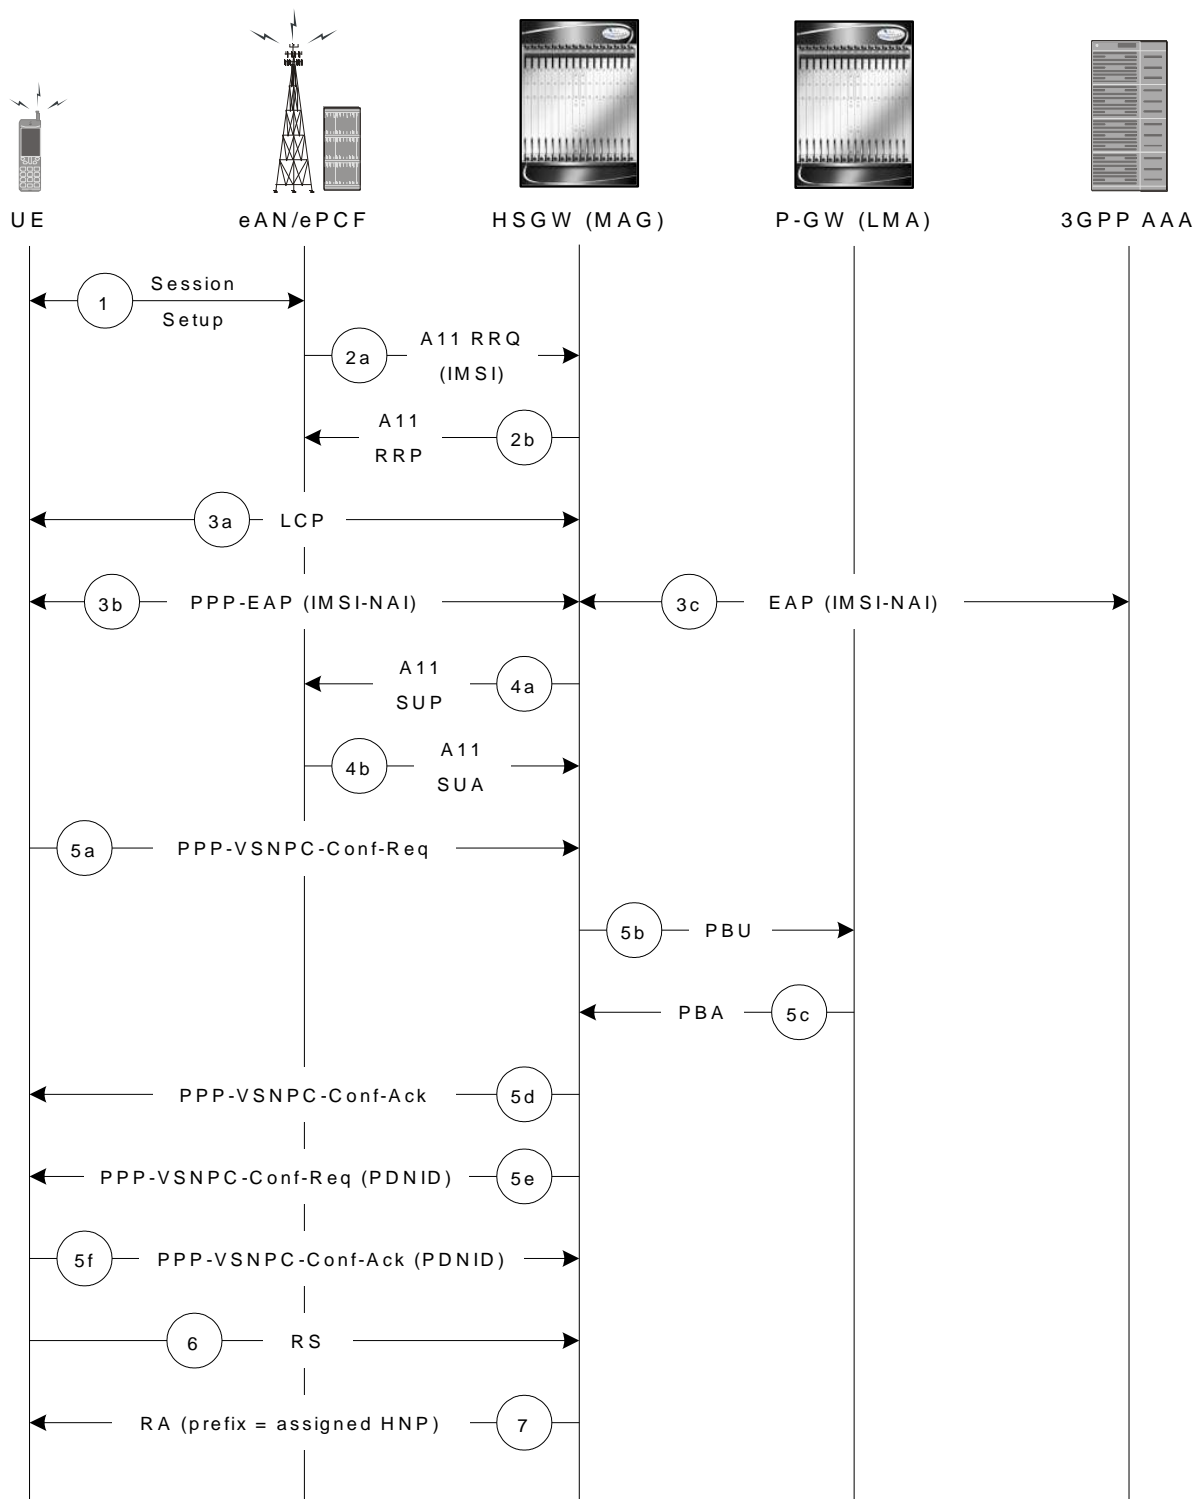 UE
eAN/ePCF
HSGW (MAG)
P-GW (LMA)
3GPP AAA
1
Session
Setup
2a
A11 RRQ
(IMSI)
A11
RRP
2b
3a
LCP
3b
PPP-EAP (IMSI-NAI)
3c
EAP (IMSI-NAI)
A11
SUP
4a
4b
A11
SUA
5a
PPP-VSNPC-Conf-Req
5b
PBU
PBA
5c
PPP-VSNPC-Conf-Ack
5d
PPP-VSNPC-Conf-Req (PDNID)
5e
5f
PPP-VSNPC-Conf-Ack (PDNID)
6
RS
RA (prefix = assigned HNP)
7